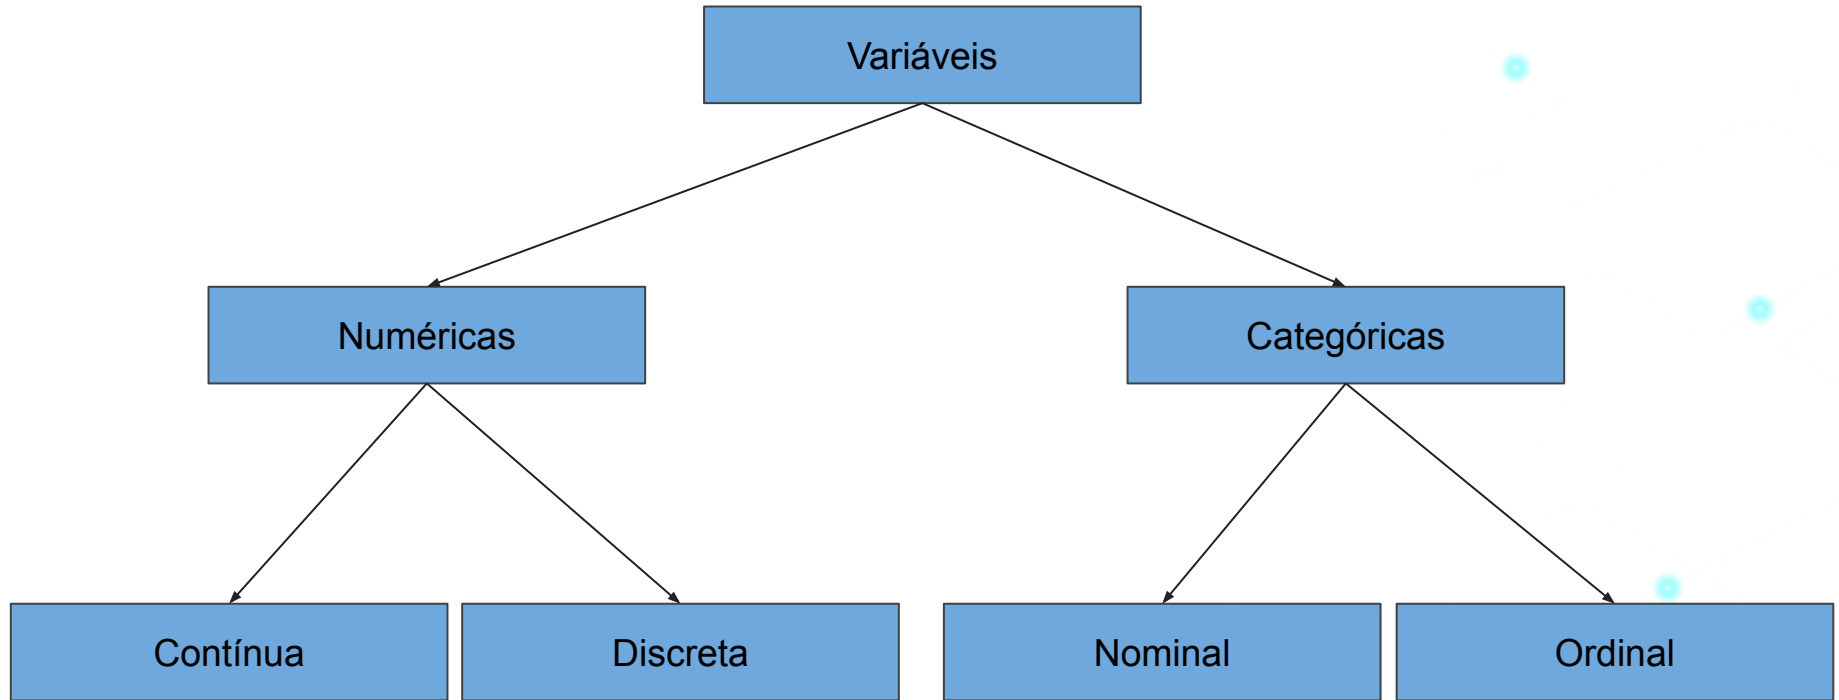 Variáveis
Numéricas
Categóricas
Contínua
Discreta
Nominal
Ordinal